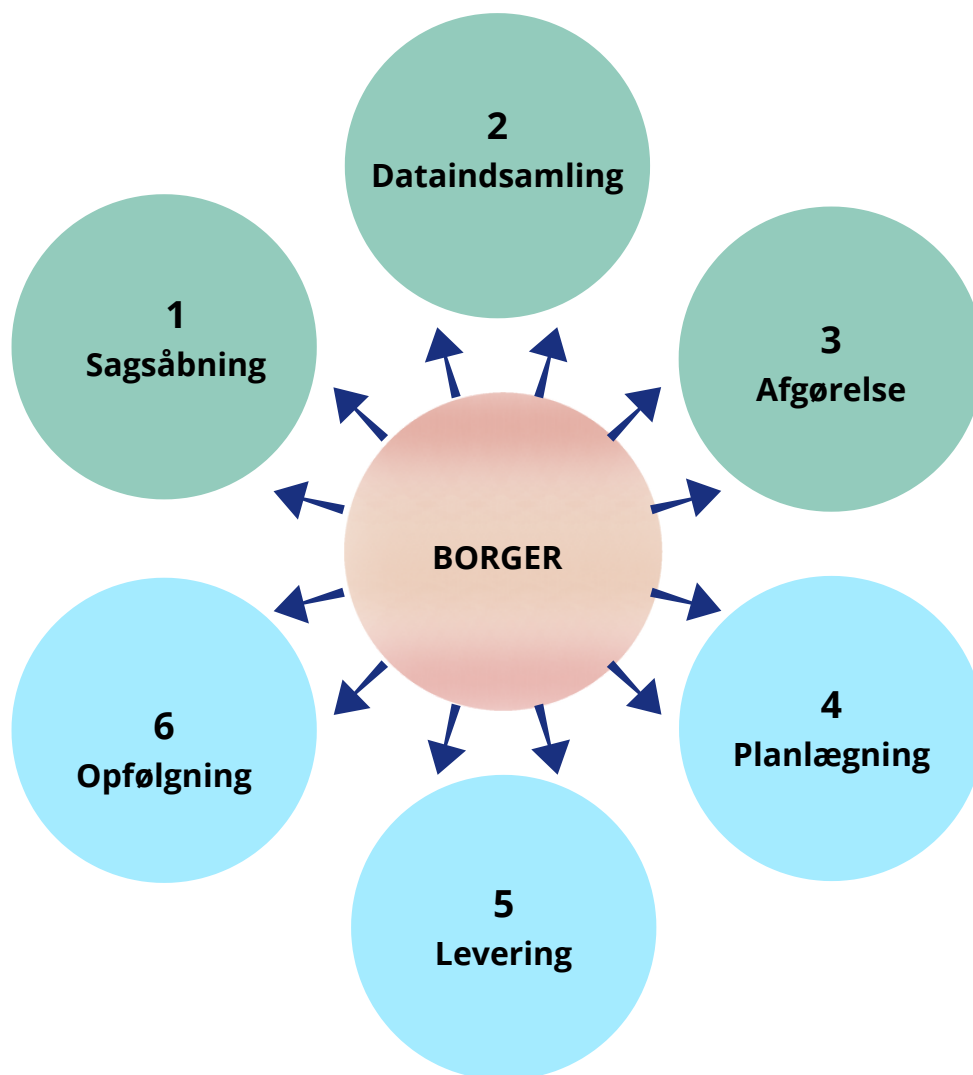 1
Sagsåbning
2
Dataindsamling
3
Afgørelse
BORGER
4
Planlægning
5
Levering
6
Opfølgning